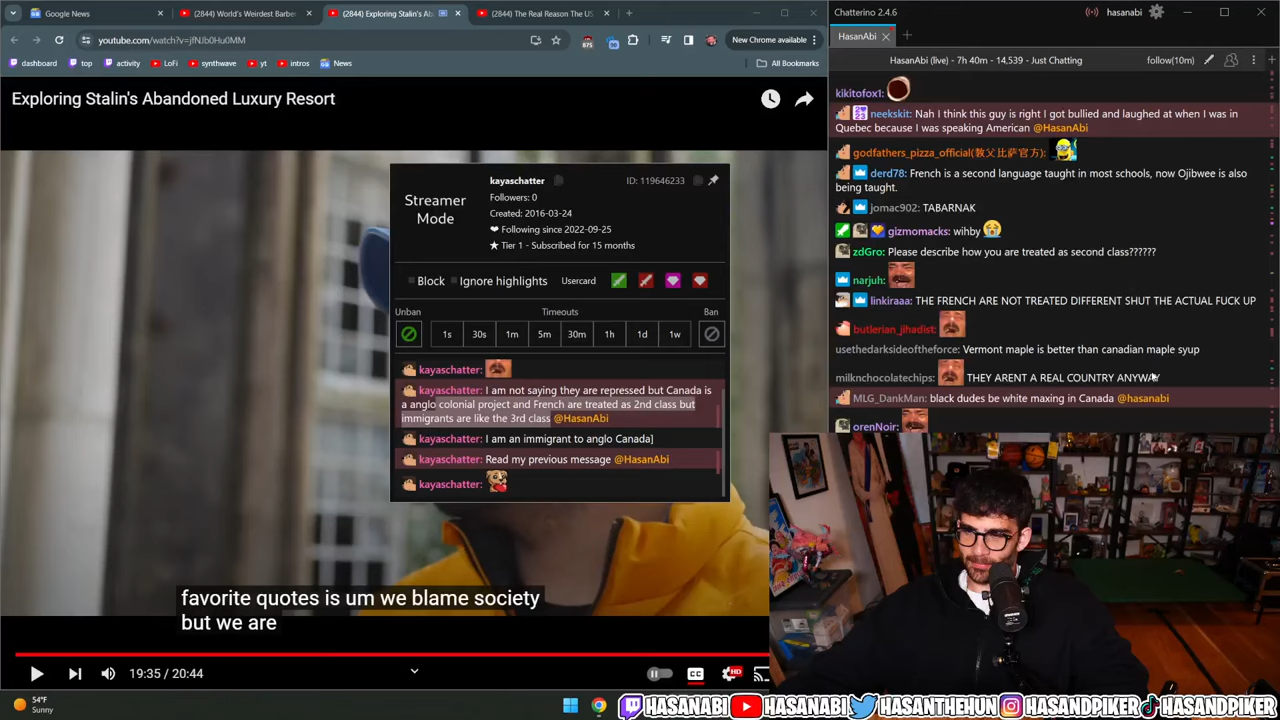 Google News
(2844) World's Weirdest Barbe
(2844) Exploring Stalin's Ab
(2844) The Real Reason The US
youtube.com/watch?v=jfNJb0Hu0MM
875
New Chrome available
dashboard
top
activity
LoFi
synthwave
yt
intros
News
All Bookmarks
Exploring Stalin's Abandoned Luxury Resort
Streamer
Mode
kayaschatter
ID: 119646233
Followers: 0
Created: 2016-03-24
Following since 2022-09-25
Tier 1 - Subscribed for 15 months
Block
Ignore highlights
Usercard
Unban
Timeouts
Ban
1s
30s
1m
5m
30m
1h
1d
1w
kayaschatter:
kayaschatter: I am not saying they are repressed but Canada is
a anglo colonial project and French are treated as 2nd class but
immigrants are like the 3rd class @HasanAbi
kayaschatter: I am an immigrant to anglo Canada]
kayaschatter: Read my previous message @HasanAbi
kayaschatter:
favorite quotes is um we blame society
but we are
19:35 / 20:44
CC
HD
54°F
Sunny
Chatterino 2.4.6
hasanabi
HasanAbi
HasanAbi (live) - 7h 40m - 14,539 - Just Chatting
follow(10m)
kikitofox1:
neekskit: Nah I think this guy is right I got bullied and laughed at when I was in
Quebec because I was speaking American @HasanAbi
godfathers_pizza_official(教父比萨官方):
derd78: French is a second language taught in most schools, now Ojibwee is also
being taught.
jomac902: TABARNAK
gizmomacks: wihby
zdGro: Please describe how you are treated as second class??????
narjuh:
linkiraaa: THE FRENCH ARE NOT TREATED DIFFERENT SHUT THE ACTUAL FUCK UP
butlerian_jihadist:
usethedarksideoftheforce: Vermont maple is better than canadian maple syup
milknchocolatechips: THEY ARENT A REAL COUNTRY ANYWAY
MLG_DankMan: black dudes be white maxing in Canada @hasanabi
orenNoir:
HASANABI
HASANABI
HASANTHEHUN
HASANDPIKER
HASANDPIKER